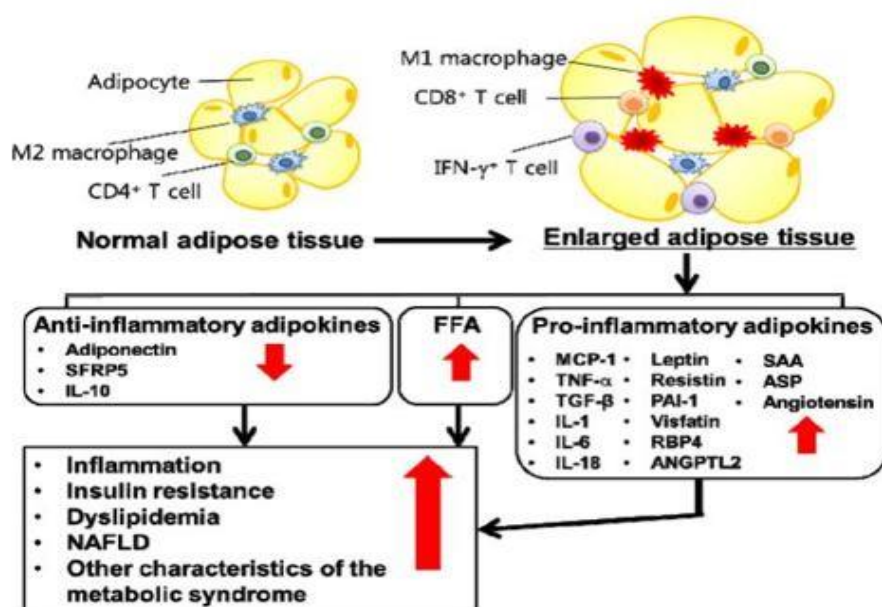 Adipocyte
M2 macrophage
CD4⁺ T cell
M1 macrophage
CD8⁺ T cell
IFN-γ⁺ T cell
Normal adipose tissue
Enlarged adipose tissue
Anti-inflammatory adipokines
• Adiponectin
• SFRP5
• IL-10
FFA
Pro-inflammatory adipokines
• MCP-1
• TNF-α
• TGF-β
• IL-1
• IL-6
• IL-18
• Leptin
• Resistin
• PAI-1
• Visfatin
• RBP4
• ANGPTL2
• SAA
• ASP
• Angiotensin
• Inflammation
• Insulin resistance
• Dyslipidemia
• NAFLD
• Other characteristics of the
metabolic syndrome